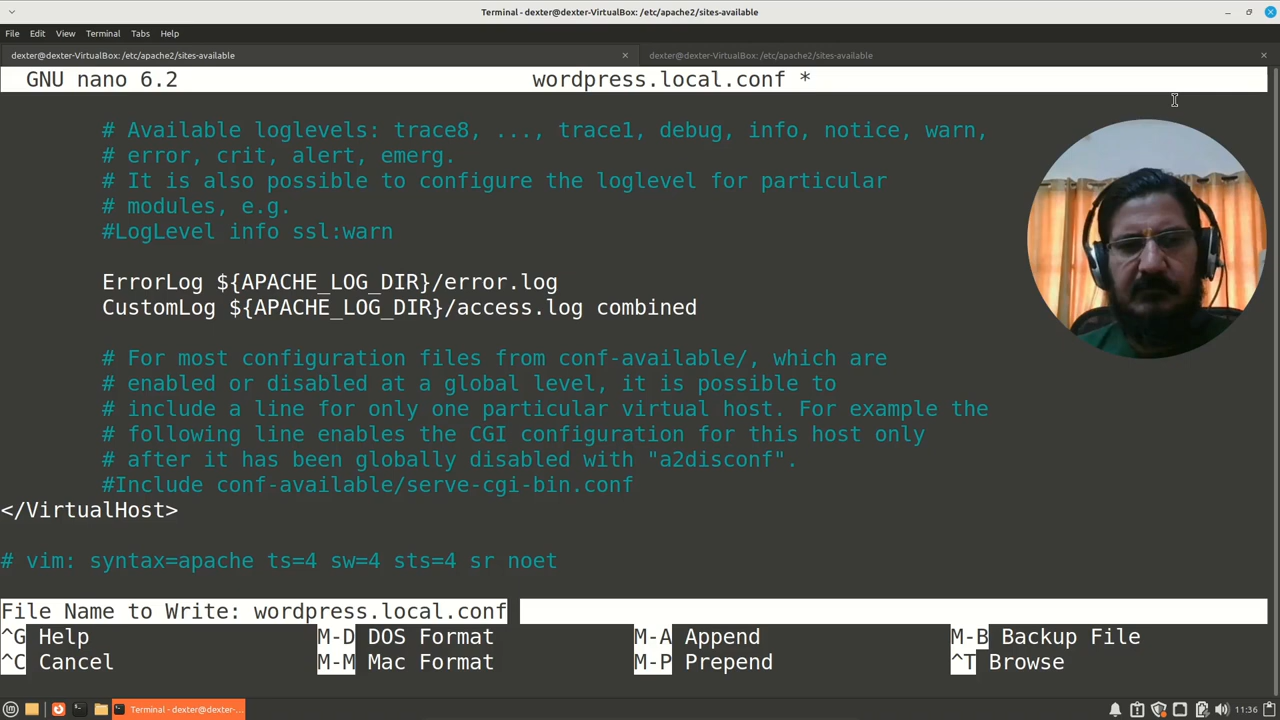 Terminal - dexter@dexter-VirtualBox: /etc/apache2/sites-available
File Edit View Terminal Tabs Help
dexter@dexter-VirtualBox: /etc/apache2/sites-available
dexter@dexter-VirtualBox: /etc/apache2/sites-available
GNU nano 6.2 wordpress.local.conf *
# Available loglevels: trace8, ..., trace1, debug, info, notice, warn,
# error, crit, alert, emerg.
# It is also possible to configure the loglevel for particular
# modules, e.g.
#LogLevel info ssl:warn
ErrorLog ${APACHE_LOG_DIR}/error.log
CustomLog ${APACHE_LOG_DIR}/access.log combined
# For most configuration files from conf-available/, which are
# enabled or disabled at a global level, it is possible to
# include a line for only one particular virtual host. For example the
# following line enables the CGI configuration for this host only
# after it has been globally disabled with "a2disconf".
#Include conf-available/serve-cgi-bin.conf
</VirtualHost>
# vim: syntax=apache ts=4 sw=4 sts=4 sr noet
File Name to Write: wordpress.local.conf
^G Help M-D DOS Format M-A Append M-B Backup File
^C Cancel M-M Mac Format M-P Prepend ^T Browse
Terminal - dexter@dexter-... 11:36